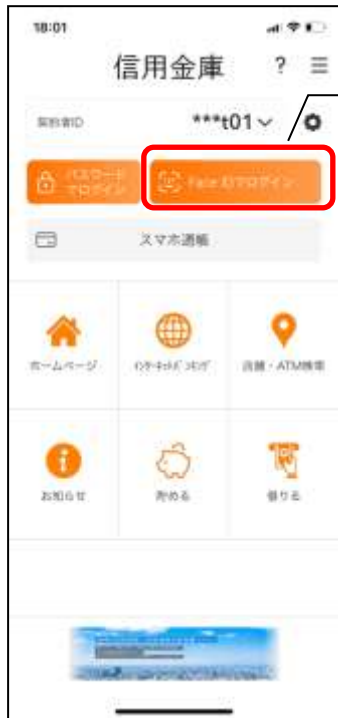 18:01
信用金庫 ?
契約者ID ***t01
パスワード
でログイン
Face IDでログイン
スマホ通帳
ホームページ インターネットバンキング 店舗・ATM検索
お知らせ 貯める 借りる